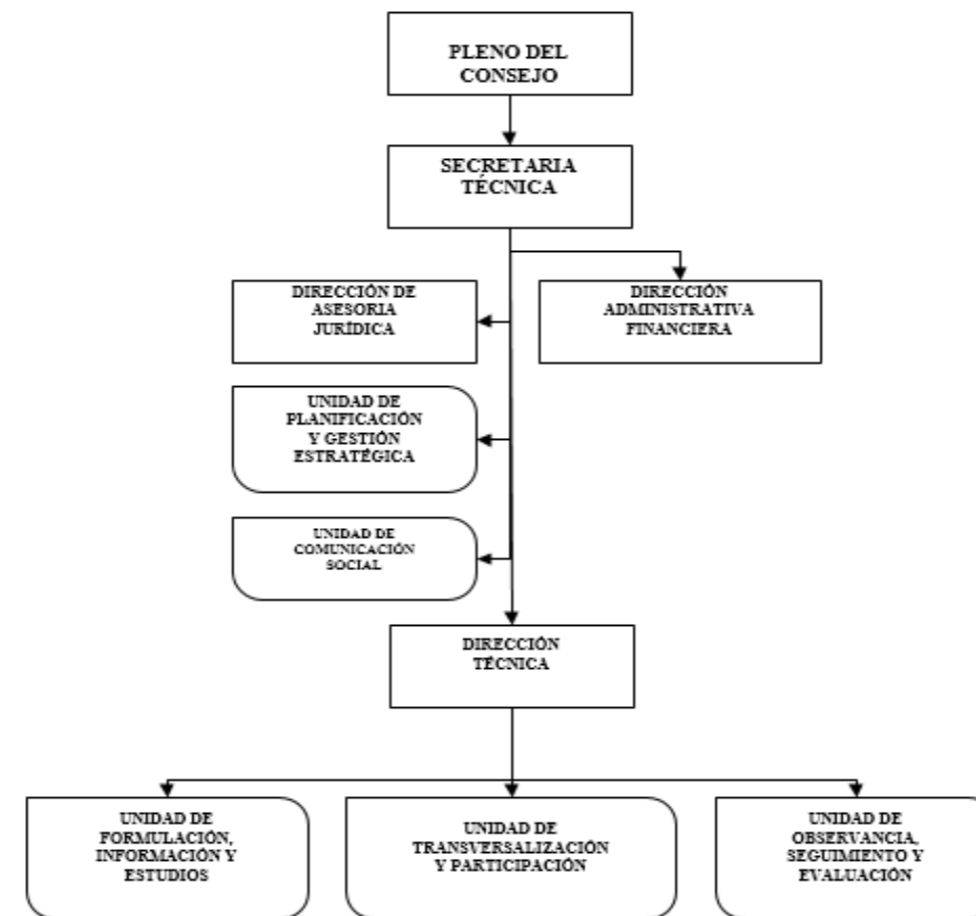 PLENO DEL
CONSEJO
SECRETARIA
TÉCNICA
DIRECCIÓN DE
ASESORIA
JURÍDICA
DIRECCIÓN
ADMINISTRATIVA
FINANCIERA
UNIDAD DE
PLANIFICACIÓN
Y GESTIÓN
ESTRATÉGICA
UNIDAD DE
COMUNICACIÓN
SOCIAL
DIRECCIÓN
TÉCNICA
UNIDAD DE
FORMULACIÓN,
INFORMACIÓN Y
ESTUDIOS
UNIDAD DE
TRANSVERSALIZACIÓN
Y PARTICIPACIÓN
UNIDAD DE
OBSERVANCIA,
SEGUIMIENTO Y
EVALUACIÓN